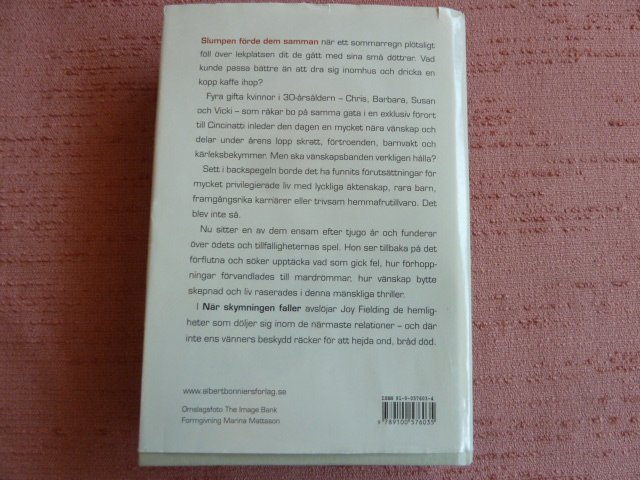 Slumpen förde dem samman när ett sommarregn plötsligt
föll över lekplatsen dit de gått med sina små döttrar. Vad
kunde passa bättre än att dra sig inomhus och dricka en
kopp kaffe ihop?
Fyra gifta kvinnor i 30-årsåldern – Chris, Barbara, Susan
och Vicki – som råkar bo på samma gata i en exklusiv förort
till Cincinatti inleder den dagen en mycket nära vänskap och
delar under årens lopp skratt, förtroenden, barnvakt och
kärleksbekymmer. Men ska vänskapsbanden verkligen hålla?
Sett i backspegeln borde det ha funnits förutsättningar för
mycket privilegierade liv med lyckliga äktenskap, rara barn,
framgångsrika karriärer eller trivsam hemmafrutillvaro. Det
blev inte så.
Nu sitter en av dem ensam efter tjugo år och funderar
över ödets och tillfälligheternas spel. Hon ser tillbaka på det
förflutna och söker upptäcka vad som gick fel, hur förhopp-
ningar förvandlades till mardrömmar, hur vänskap bytte
skepnad och liv raserades i denna mänskliga thriller.
I När skymningen faller avslöjar Joy Fielding de hemlig-
heter som döljer sig inom de närmaste relationer – och där
inte ens vänners beskydd räcker för att hejda ond, bråd död.
www.albertbonniersforlag.se
Omslagsfoto The Image Bank
Formgivning Marina Mattsson
ISBN 91-0-057603-4
9 789100 576035